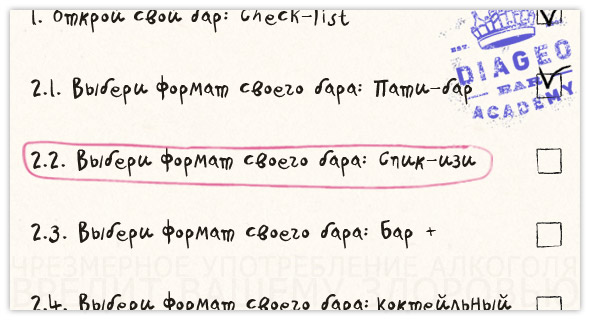 1. Открой свой бар: Check-list
2.1. Выбери формат своего бара: Пати-бар
EST.
DIAGEO
BAR
ACADEMY
2.2. Выбери формат своего бара: Спик-изи
2.3. Выбери формат своего бара: Бар +
ЧРЕЗМЕРНОЕ УПОТРЕБЛЕНИЕ АЛКОГОЛЯ
ВРЕДИТ ВАШЕМУ ЗДОРОВЬЮ
2.4. Выбери формат своего бара: коктейльный